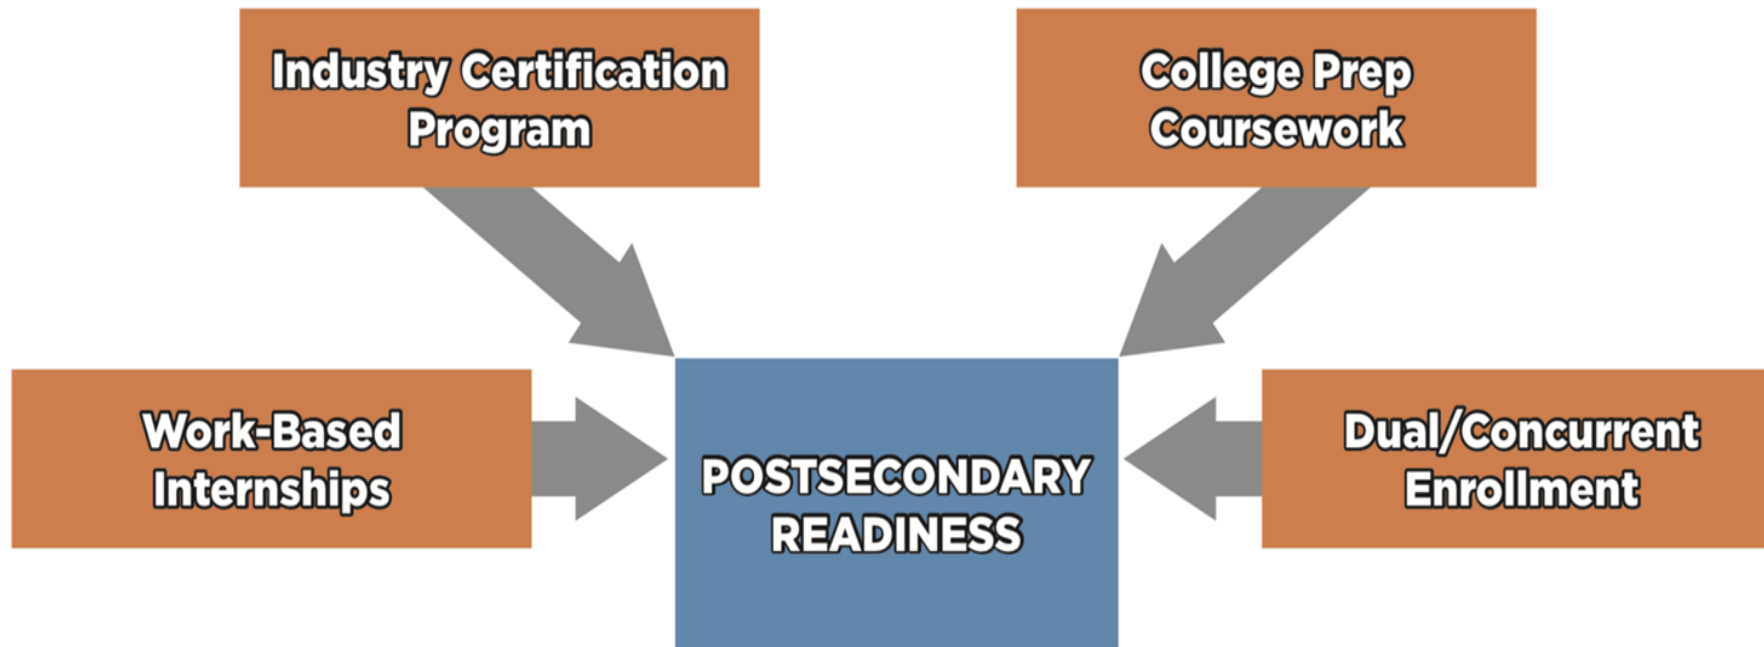 Industry Certification
Program
College Prep
Coursework
Work-Based
Internships
POSTSECONDARY
READINESS
Dual/Concurrent
Enrollment